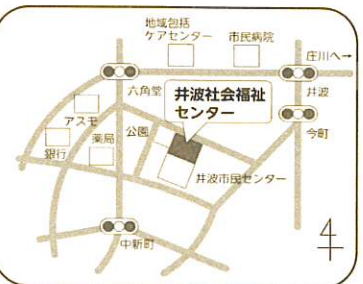 地域包括
ケアセンター
市民病院
庄川へ→
六角堂
井波社会福祉
センター
井波
アスモ
公園
今町
銀行
薬局
井波市民センター
中新町